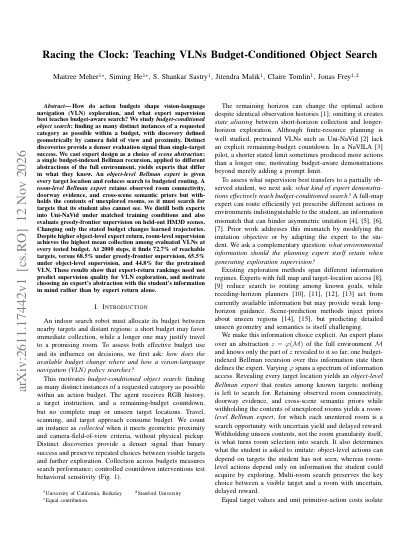 Racing the Clock: Teaching VLNs Budget-Conditioned Object Search
Maitree Meher¹*, Siming He¹*, S. Shankar Sastry¹, Jitendra Malik¹, Claire Tomlin¹, Jonas Frey¹,²
Abstract—How do action budgets shape vision-language
navigation (VLN) exploration, and what expert supervision
best teaches budget-aware search? We study budget-conditioned
object search: finding as many distinct instances of a requested
category as possible within a budget, with discovery defined
geometrically by camera field of view and proximity. Distinct
discoveries provide a denser evaluation signal than single-target
success. We cast expert design as a choice of scene abstraction:
a single budget-indexed Bellman recursion, applied to different
abstractions of the full environment, yields experts that differ
in what they know. An object-level Bellman expert is given
every target location and reduces search to budgeted routing. A
room-level Bellman expert retains observed room connectivity,
doorway evidence, and cross-scene semantic priors but with-
holds the contents of unexplored rooms, so it must search for
targets that its student also cannot see. We distill both experts
into Uni-NaVid under matched training conditions and also
evaluate greedy-frontier supervision on held-out HM3D scenes.
Changing only the stated budget changes learned trajectories.
Despite higher object-level expert return, room-level supervision
achieves the highest mean collection among evaluated VLNs at
every tested budget. At 2000 steps, it finds 72.7% of reachable
targets, versus 68.5% under greedy-frontier supervision, 65.5%
under object-level supervision, and 44.8% for the pretrained
VLN. These results show that expert-return rankings need not
predict supervision quality for VLN exploration, and motivate
choosing an expert's abstraction with the student's information
in mind rather than by expert return alone.
I. INTRODUCTION
An indoor search robot must allocate its budget between
nearby targets and distant regions: a short budget may favor
immediate collection, while a longer one may justify travel
to a promising room. To assess both effective budget use
and its influence on decisions, we first ask: how does the
available budget change where and how a vision-language
navigation (VLN) policy searches?
This motivates budget-conditioned object search: finding
as many distinct instances of a requested category as possible
within an action budget. The agent receives RGB history,
a target instruction, and a remaining-budget countdown, but
no complete map or unseen target locations. Travel,
scanning, and target approach consume budget. We count
an instance as collected when it meets geometric proximity
and camera-field-of-view criteria, without physical pickup.
Distinct discoveries provide a denser signal than binary
success and preserve repeated choices between visible targets
and further exploration. Collection across budgets measures
search performance; controlled countdown interventions test
behavioral sensitivity (Fig. 1).
¹University of California, Berkeley ²Stanford University
*Equal contribution.
The remaining horizon can change the optimal action
despite identical observation histories [1]; omitting it creates
state aliasing between short-horizon collection and longer-
horizon exploration. Although finite-resource planning is
well studied, pretrained VLNs such as Uni-NaVid [2] lack
an explicit remaining-budget countdown. In a NaVILA [3]
pilot, a shorter stated limit sometimes produced more actions
than a longer one, motivating budget-aware demonstrations
beyond merely adding a prompt limit.
To assess what supervision best transfers to a partially
observed student, we next ask: what kind of expert demon-
strations effectively teach such budget use? A full-map
expert can route efficiently yet prescribe different actions in
environments indistinguishable to the student, an information
mismatch that can hinder asymmetric imitation [4], [5], [6],
[7]. Prior work addresses this mismatch by modifying the
imitation objective or by adapting the expert to the student.
We ask a complementary question: what environment
information should the planning expert itself retain when
generating exploration supervision?
Existing exploration methods span different information
regimes. Experts with full map and target-location access [8],
[9] reduce search to routing among known goals, while
receding-horizon planners [10], [11], [12], [13] act from
currently available information but may provide weak long-
horizon guidance. Scene-prediction methods inject priors
about unseen regions [14], [15], but predicting detailed
unseen geometry and semantics is itself challenging.
We make this information choice explicit. An expert plans
over an abstraction z = φ(M) of the full environment M
and knows only the part of z revealed to it so far; one budget-
indexed Bellman recursion over this information state then
defines the expert. Varying φ spans a spectrum of information
access. Revealing every target location yields an object-level
Bellman expert that routes among known targets; nothing
is left to search for. Retaining observed room connectivity,
doorway evidence, and cross-scene semantic priors while
withholding the contents of unexplored rooms yields a room-
level Bellman expert, for which each unentered room is a
search opportunity with uncertain yield and delayed reward.
Withholding unseen contents, not the room granularity itself,
is what turns room selection into search. It also determines
what the student is asked to imitate: object-level actions can
depend on targets the student has not seen, whereas room-
level actions depend only on information the student could
acquire by exploring. Multi-room search preserves the key
choice between a visible target and a room with uncertain,
delayed reward.
Equal target values and unit primitive-action costs isolate
arXiv:2611.17442v1 [cs.RO] 12 Nov 2026